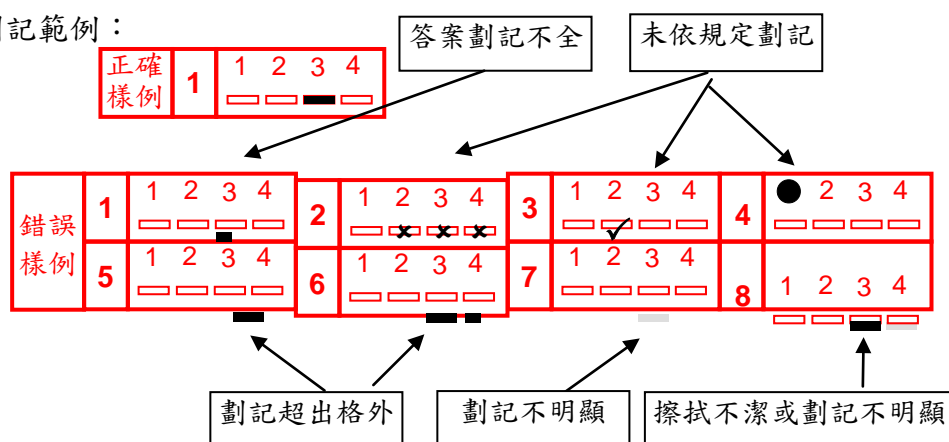 記範例：
答案劃記不全
未依規定劃記
正確
樣例
1
1 2 3 4
錯誤
樣例
1
1 2 3 4
2
1 2 3 4
3
1 2 3 4
4
2 3 4
5
1 2 3 4
6
1 2 3 4
7
1 2 3 4
8
1 2 3 4
劃記超出格外
劃記不明顯
擦拭不潔或劃記不明顯